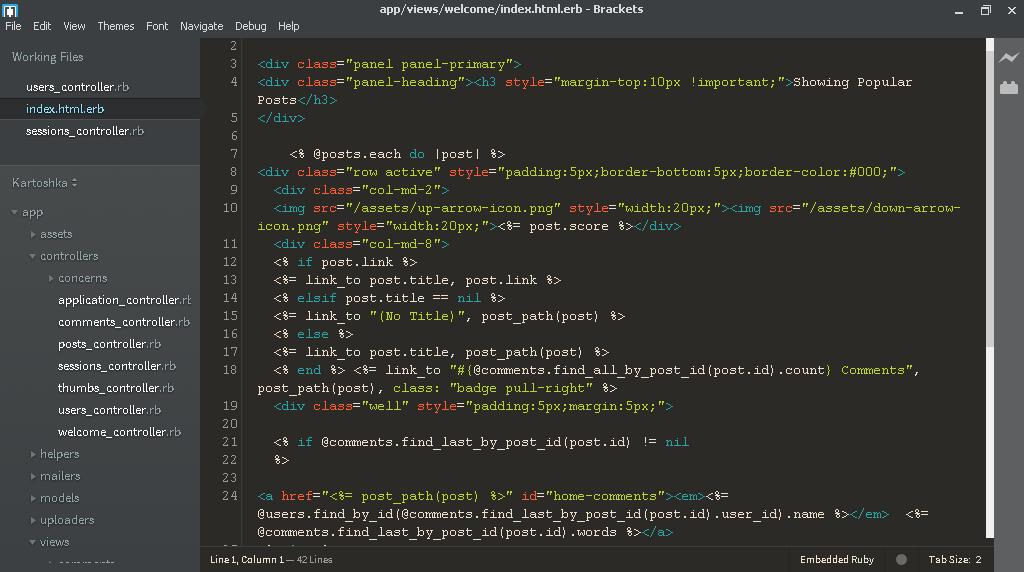 app/views/welcome/index.html.erb - Brackets
File Edit View Themes Font Navigate Debug Help
Working Files
users_controller.rb
index.html.erb
sessions_controller.rb
Kartoshka
app
assets
controllers
concerns
application_controller.rb
comments_controller.rb
posts_controller.rb
sessions_controller.rb
thumbs_controller.rb
users_controller.rb
welcome_controller.rb
helpers
mailers
models
uploaders
views
comments
2
3 <div class="panel panel-primary">
4 <div class="panel-heading"><h3 style="margin-top:10px !important;">Showing Popular
Posts</h3>
5 </div>
6
7 <% @posts.each do |post| %>
8 <div class="row active" style="padding:5px;border-bottom:5px;border-color:#000;">
9 <div class="col-md-2">
10 <img src="/assets/up-arrow-icon.png" style="width:20px;"><img src="/assets/down-arrow-
icon.png" style="width:20px;"><%= post.score %></div>
11 <div class="col-md-8">
12 <% if post.link %>
13 <%= link_to post.title, post.link %>
14 <% elsif post.title == nil %>
15 <%= link_to "(No Title)", post_path(post) %>
16 <% else %>
17 <%= link_to post.title, post_path(post) %>
18 <% end %> <%= link_to "#{@comments.find_all_by_post_id(post.id).count} Comments",
post_path(post), class: "badge pull-right" %>
19 <div class="well" style="padding:5px;margin:5px;">
20
21 <% if @comments.find_last_by_post_id(post.id) != nil
22 %>
23
24 <a href="<%= post_path(post) %>" id="home-comments"><em><%=
@users.find_by_id(@comments.find_last_by_post_id(post.id).user_id).name %></em> <%=
@comments.find_last_by_post_id(post.id).words %></a>
Line 1, Column 1 — 42 Lines
Embedded Ruby
Tab Size: 2